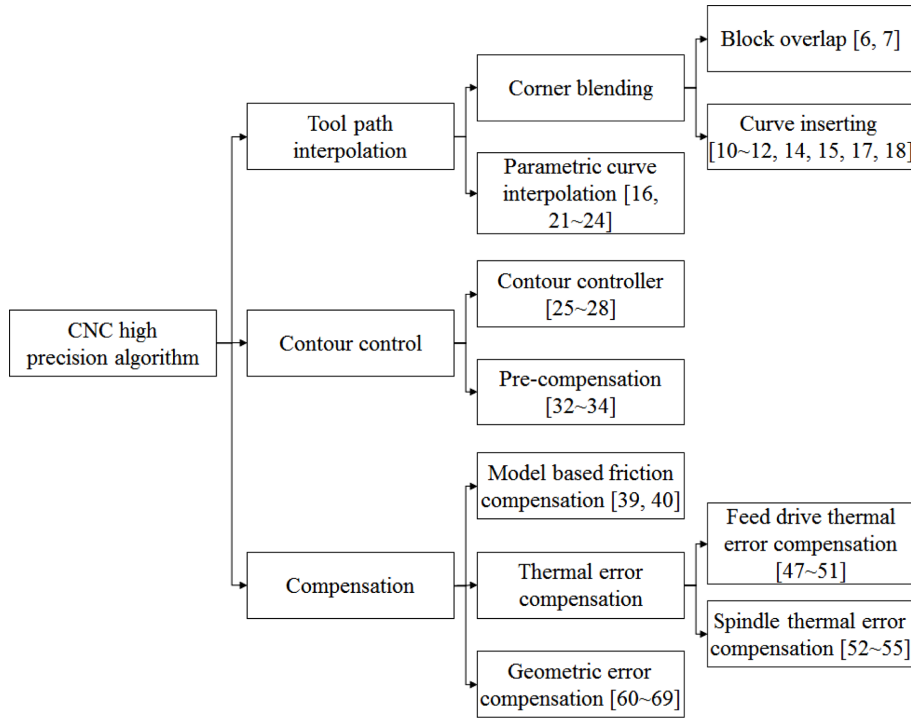 CNC high
precision algorithm
Tool path
interpolation
Corner blending
Block overlap [6, 7]
Curve inserting
[10~12, 14, 15, 17, 18]
Parametric curve
interpolation [16,
21~24]
Contour control
Contour controller
[25~28]
Pre-compensation
[32~34]
Compensation
Model based friction
compensation [39, 40]
Thermal error
compensation
Feed drive thermal
error compensation
[47~51]
Spindle thermal error
compensation [52~55]
Geometric error
compensation [60~69]